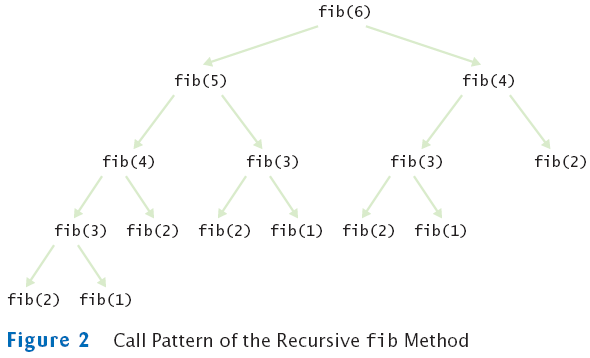 fib(6)
fib(5) fib(4)
fib(4) fib(3) fib(3) fib(2)
fib(3) fib(2) fib(2) fib(1) fib(2) fib(1)
fib(2) fib(1)
Figure 2 Call Pattern of the Recursive fib Method